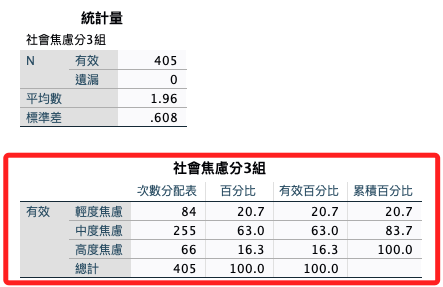 統計量
社會焦慮分3組
N 有效 405
遺漏 0
平均數 1.96
標準差 .608
社會焦慮分3組
次數分配表 百分比 有效百分比 累積百分比
有效 輕度焦慮 84 20.7 20.7 20.7
中度焦慮 255 63.0 63.0 83.7
高度焦慮 66 16.3 16.3 100.0
總計 405 100.0 100.0